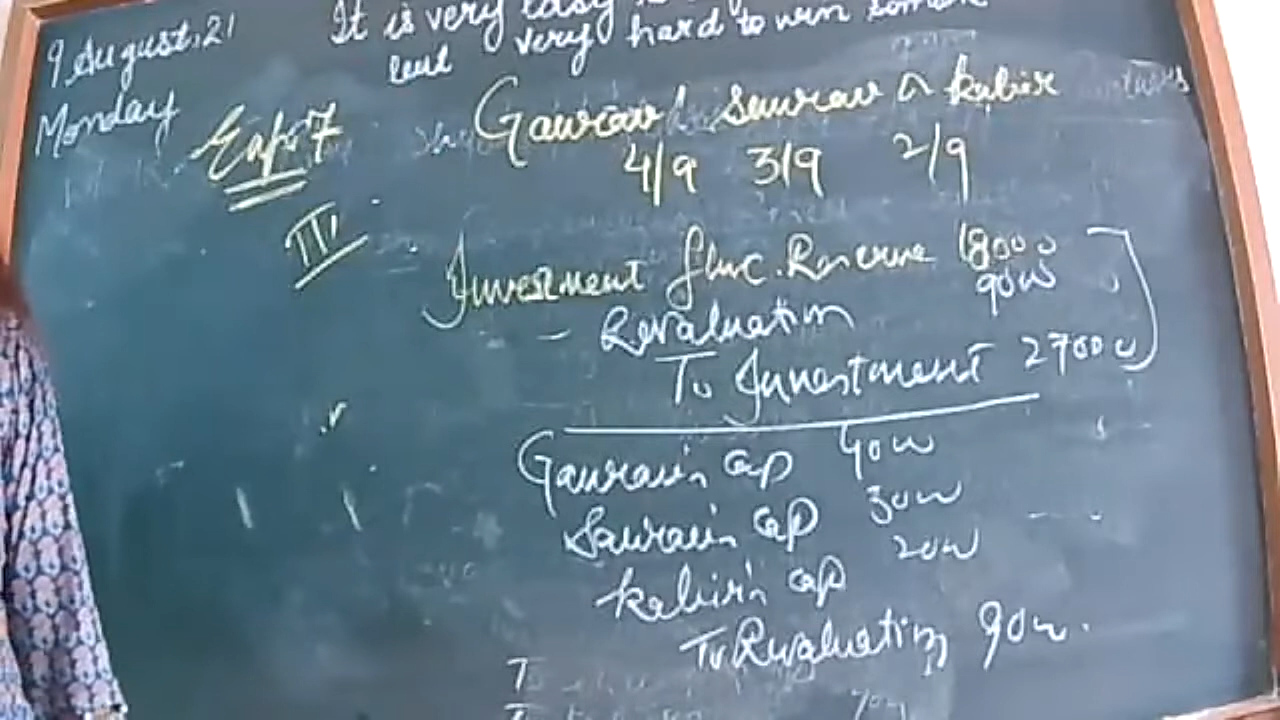 9 August, 21
Monday
It is very easy
but very hard to win
Gaurav, Saurav & Kabir
4/9 3/9 2/9
III
Investment fluc. Reserve 18000
- Revaluation 9000
To Investment 27000
Gaurav's cap 4000
Saurav's cap 3000
Kabir's cap 2000
To Revaluation 9000.